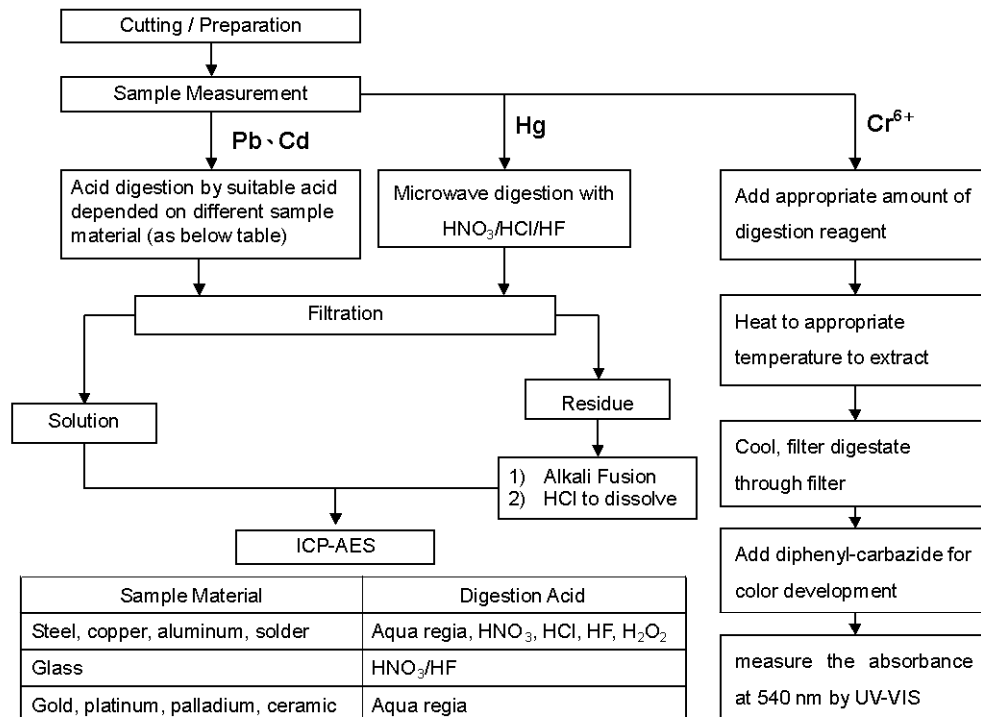 Cutting / Preparation
Sample Measurement
Pb、Cd
Hg
Cr⁶⁺
Acid digestion by suitable acid
depended on different sample
material (as below table)
Microwave digestion with
HNO₃/HCl/HF
Add appropriate amount of
digestion reagent
Filtration
Heat to appropriate
temperature to extract
Solution
Residue
1) Alkali Fusion
2) HCl to dissolve
Cool, filter digestate
through filter
ICP-AES
Add diphenyl-carbazide for
color development
measure the absorbance
at 540 nm by UV-VIS
Sample Material Digestion Acid
Steel, copper, aluminum, solder Aqua regia, HNO₃, HCl, HF, H₂O₂
Glass HNO₃/HF
Gold, platinum, palladium, ceramic Aqua regia